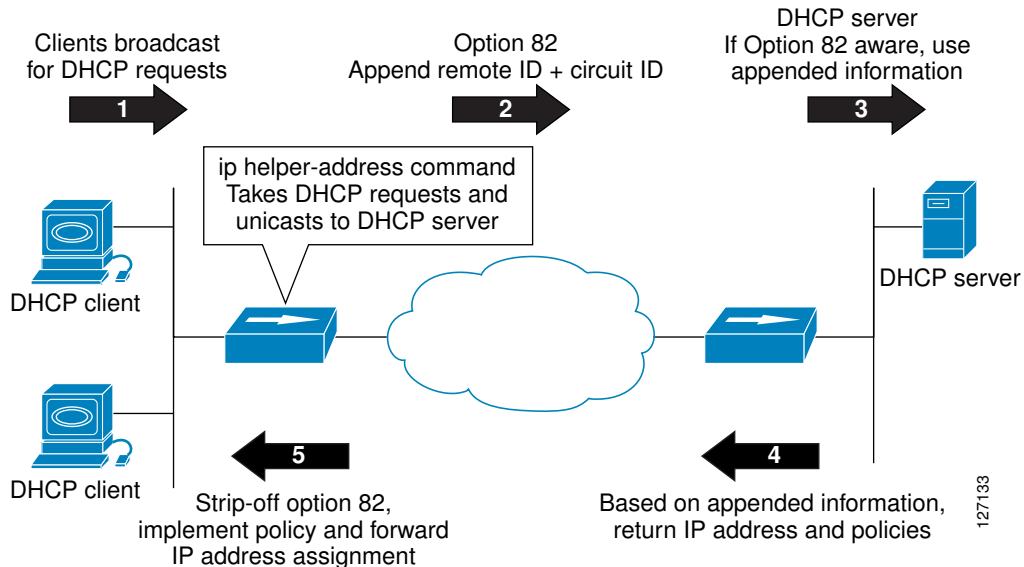 Clients broadcast
for DHCP requests
1
Option 82
Append remote ID + circuit ID
2
DHCP server
If Option 82 aware, use
appended information
3
ip helper-address command
Takes DHCP requests and
unicasts to DHCP server
DHCP client
DHCP server
DHCP client
5
Strip-off option 82,
implement policy and forward
IP address assignment
4
Based on appended information,
return IP address and policies
127133